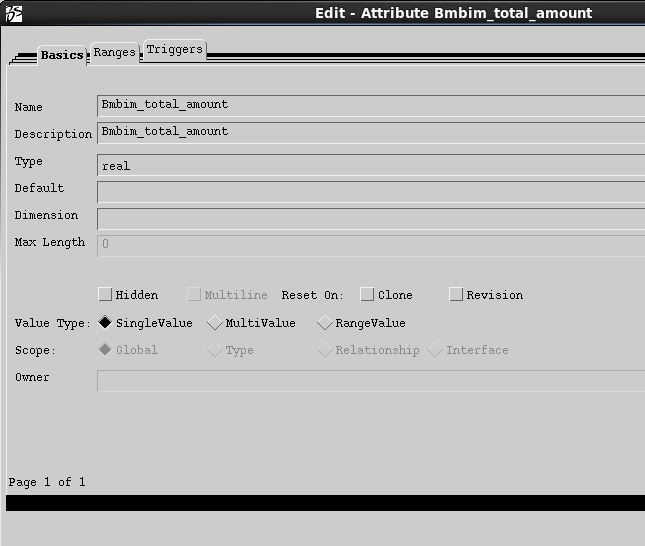 Edit - Attribute Bmbim_total_amount
Basics Ranges Triggers
Name Bmbim_total_amount
Description Bmbim_total_amount
Type real
Default
Dimension
Max Length 0
Hidden Multiline Reset On: Clone Revision
Value Type: SingleValue MultiValue RangeValue
Scope: Global Type Relationship Interface
Owner
Page 1 of 1